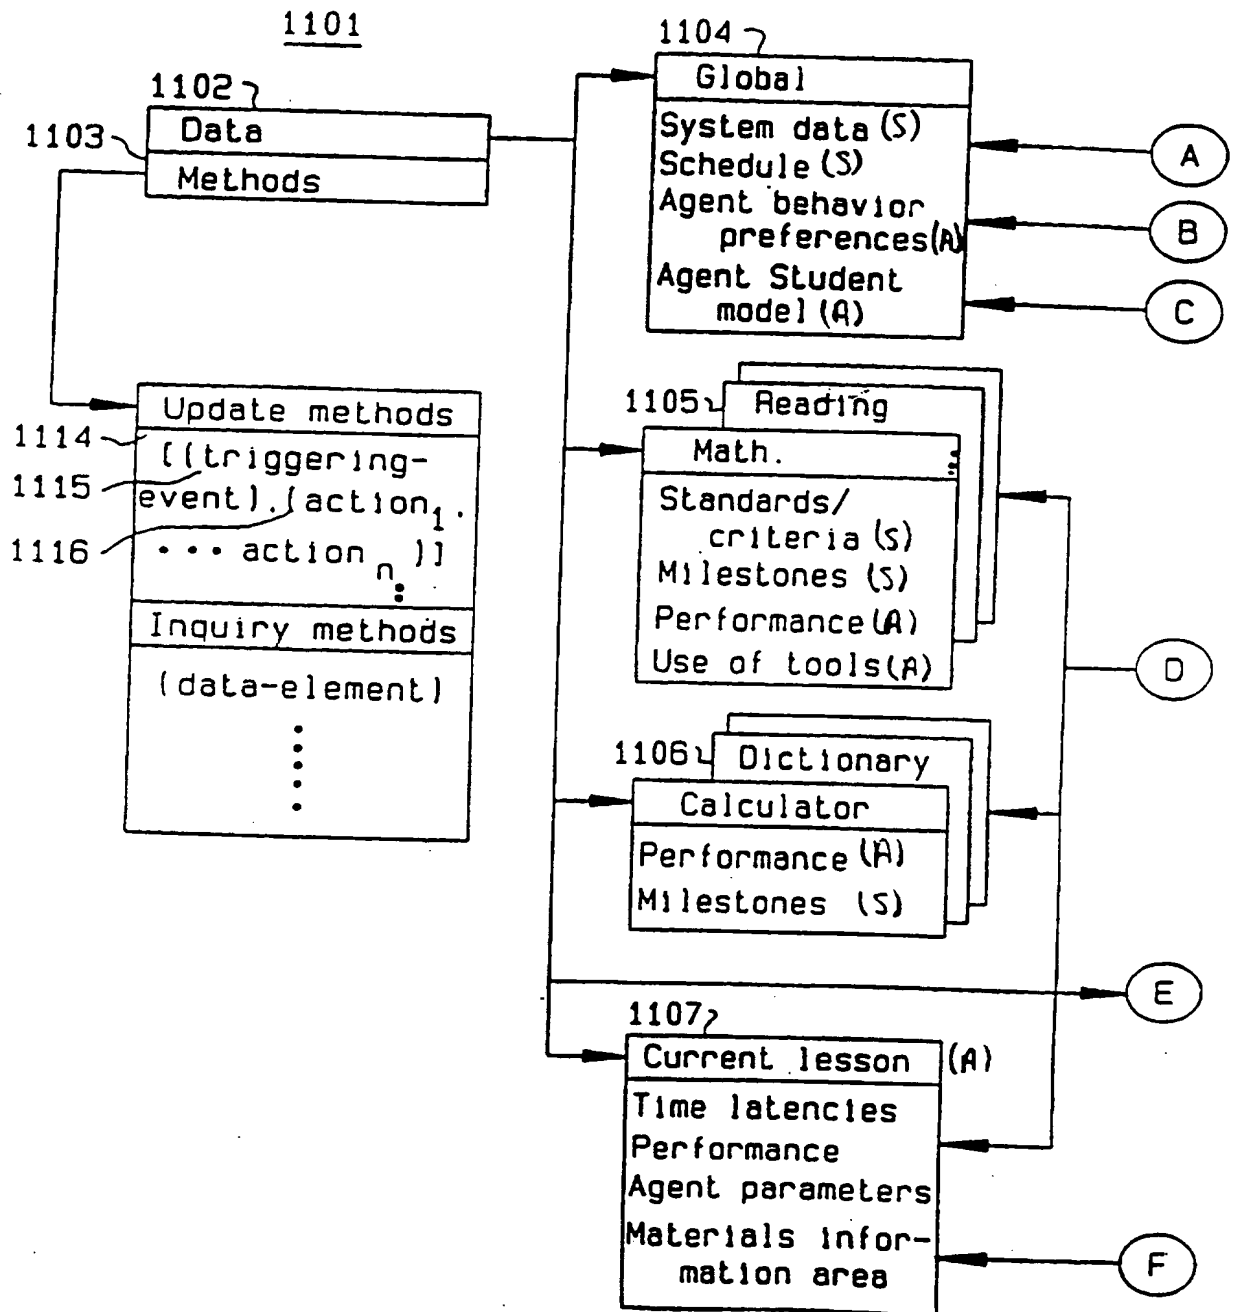 1101
1102
Data
1103
Methods
Update methods
1114
[((triggering-
1115
event).(action1.
1116
... action n )]
Inquiry methods
(data-element)
1104
Global
System data (S)
Schedule (S)
Agent behavior
preferences (A)
Agent Student
model (A)
A
B
C
1105
Reading
Math.
Standards/
criteria (S)
Milestones (S)
Performance (A)
Use of tools (A)
D
1106
Dictionary
Calculator
Performance (A)
Milestones (S)
E
1107
Current lesson (A)
Time latencies
Performance
Agent parameters
Materials infor-
mation area
F